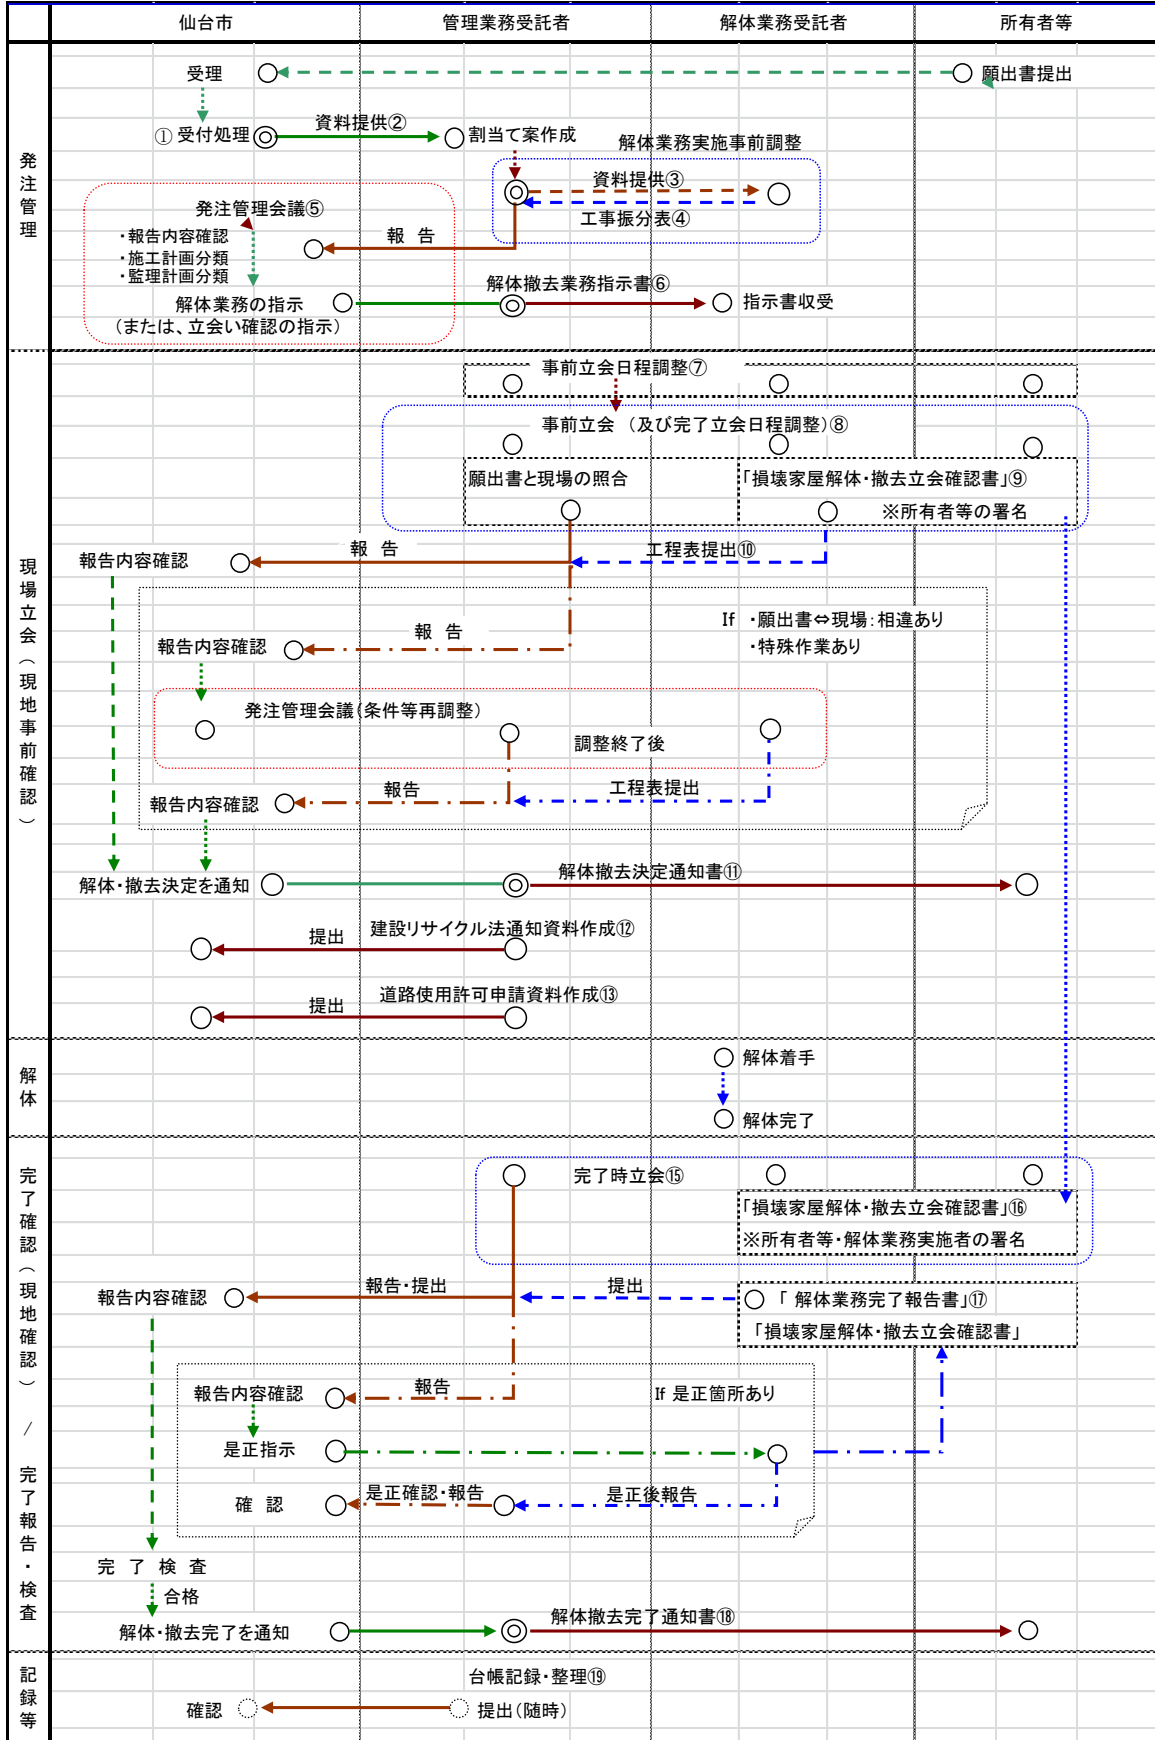 仙台市
管理業務受託者
解体業務受託者
所有者等
発注管理
受理
願出書提出
① 受付処理
資料提供②
割当て案作成
解体業務実施事前調整
資料提供③
工事振分表④
発注管理会議⑤
・報告内容確認
・施工計画分類
・監理計画分類
報 告
解体業務の指示
(または、立会い確認の指示)
解体撤去業務指示書⑥
指示書収受
現場立会(現地事前確認)
事前立会日程調整⑦
事前立会 (及び完了立会日程調整)⑧
願出書と現場の照合
「損壊家屋解体・撤去立会確認書」⑨
※所有者等の署名
報告内容確認
報 告
工程表提出⑩
If ・願出書⇔現場:相違あり
・特殊作業あり
報告内容確認
報 告
発注管理会議(条件等再調整)
調整終了後
報告内容確認
報告
工程表提出
解体・撤去決定を通知
解体撤去決定通知書⑪
提出
建設リサイクル法通知資料作成⑫
提出
道路使用許可申請資料作成⑬
解体
解体着手
解体完了
完了確認(現地確認) / 完了報告・検査
完了時立会⑮
「損壊家屋解体・撤去立会確認書」⑯
※所有者等・解体業務実施者の署名
報告内容確認
報告・提出
提出
「 解体業務完了報告書」⑰
「損壊家屋解体・撤去立会確認書」
報告内容確認
報告
If 是正箇所あり
是正指示
確 認
是正確認・報告
是正後報告
完 了 検 査
合格
解体・撤去完了を通知
解体撤去完了通知書⑱
記録等
台帳記録・整理⑲
確認
提出(随時)